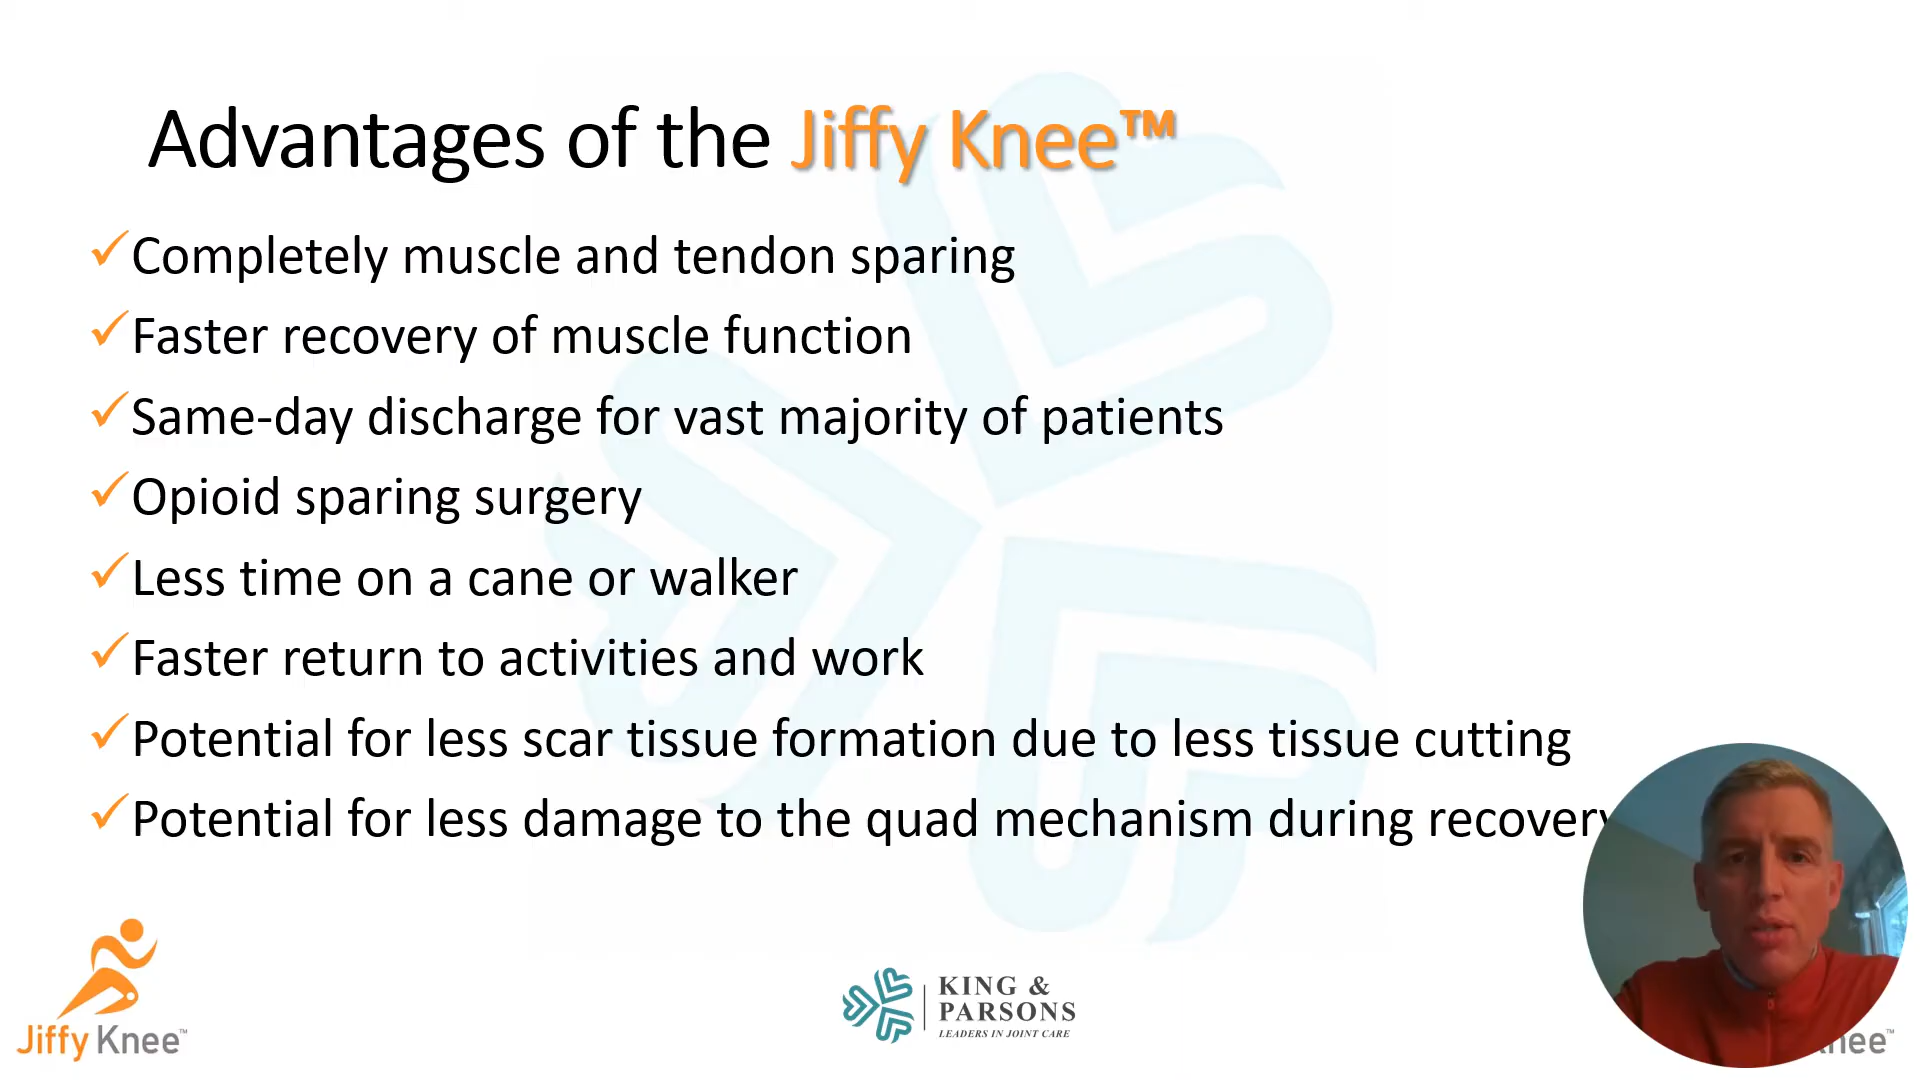 Advantages of the Jiffy Knee™
Completely muscle and tendon sparing
Faster recovery of muscle function
Same-day discharge for vast majority of patients
Opioid sparing surgery
Less time on a cane or walker
Faster return to activities and work
Potential for less scar tissue formation due to less tissue cutting
Potential for less damage to the quad mechanism during recovery
Jiffy Knee™
KING &
PARSONS
LEADERS IN JOINT CARE